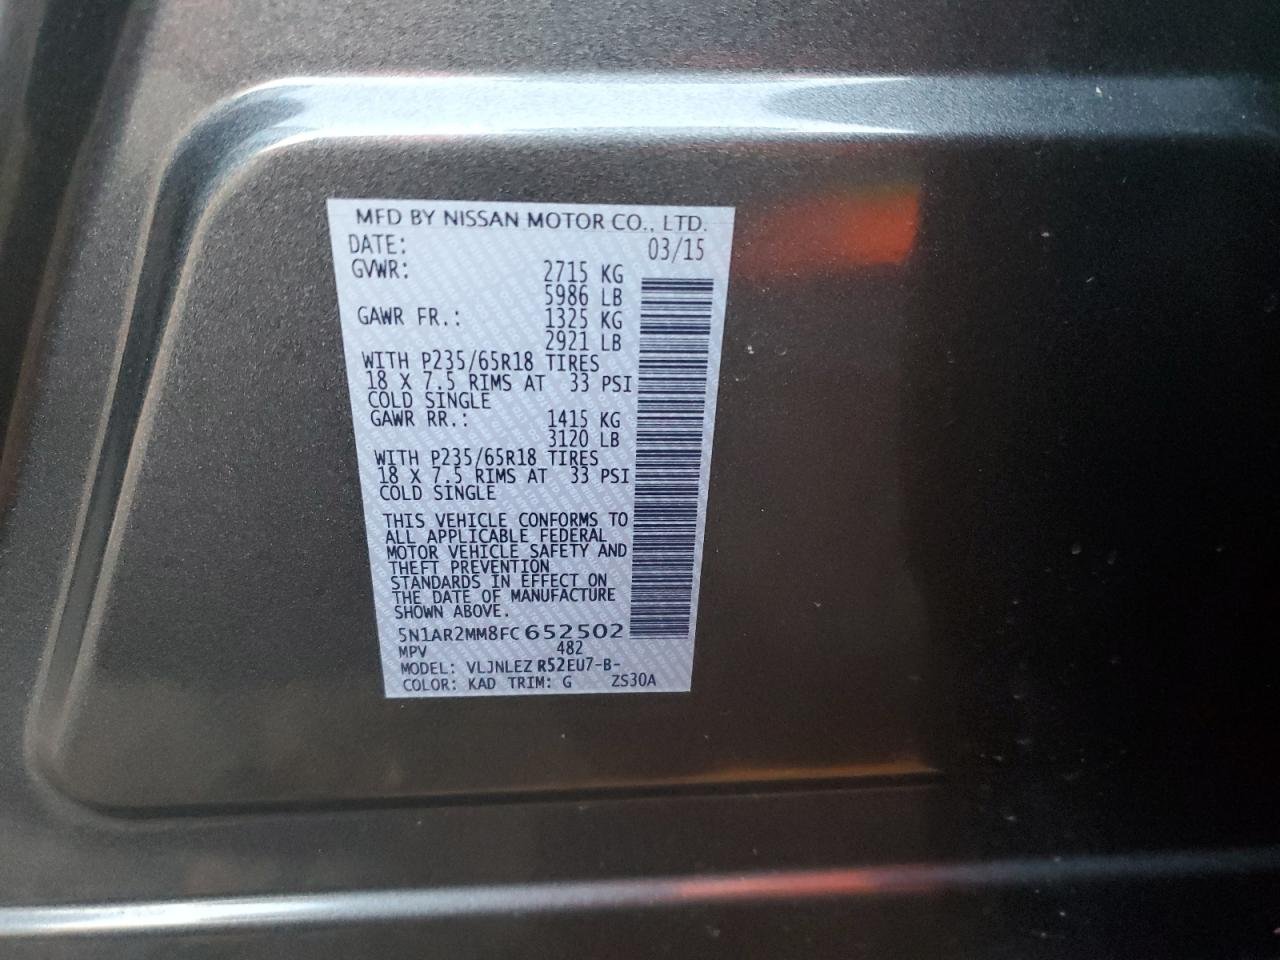 MFD BY NISSAN MOTOR CO., LTD.
DATE: 03/15
GVWR: 2715 KG
5986 LB
GAWR FR.: 1325 KG
2921 LB
WITH P235/65R18 TIRES
18 X 7.5 RIMS AT 33 PSI
COLD SINGLE
GAWR RR.: 1415 KG
3120 LB
WITH P235/65R18 TIRES
18 X 7.5 RIMS AT 33 PSI
COLD SINGLE
THIS VEHICLE CONFORMS TO
ALL APPLICABLE FEDERAL
MOTOR VEHICLE SAFETY AND
THEFT PREVENTION
STANDARDS IN EFFECT ON
THE DATE OF MANUFACTURE
SHOWN ABOVE.
5N1AR2MM8FC652502
MPV 482
MODEL: VLJNLEZ R52EU7-B-
COLOR: KAD TRIM: G ZS30A